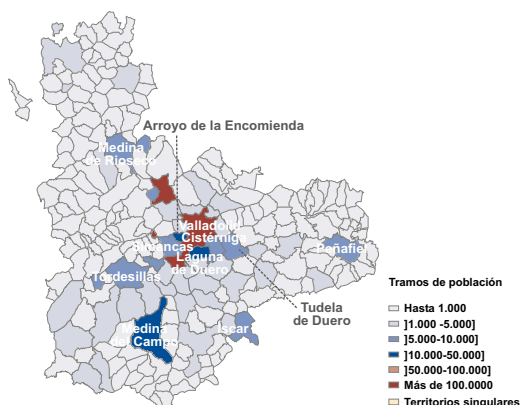 Arroyo de la Encomienda
Medina
de Rioseco
Valladolid
Cistérniga
Simancas
Laguna
de Duero
Peñafiel
Tordesillas
Tudela
de Duero
Medina
del Campo
Íscar
Tramos de población
Hasta 1.000
]1.000 -5.000]
]5.000-10.000]
]10.000-50.000]
]50.000-100.000]
Más de 100.0000
Territorios singulares